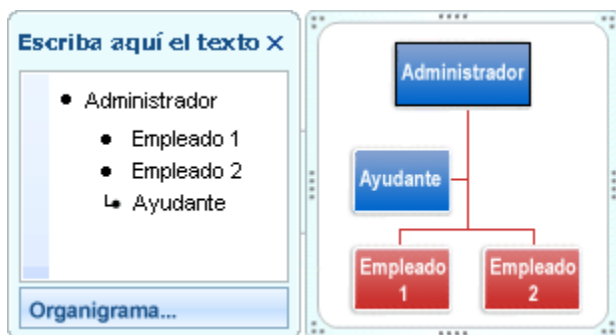 Escriba aquí el texto
Administrador
Empleado 1
Empleado 2
Ayudante
Organigrama...
Administrador
Ayudante
Empleado
1
Empleado
2